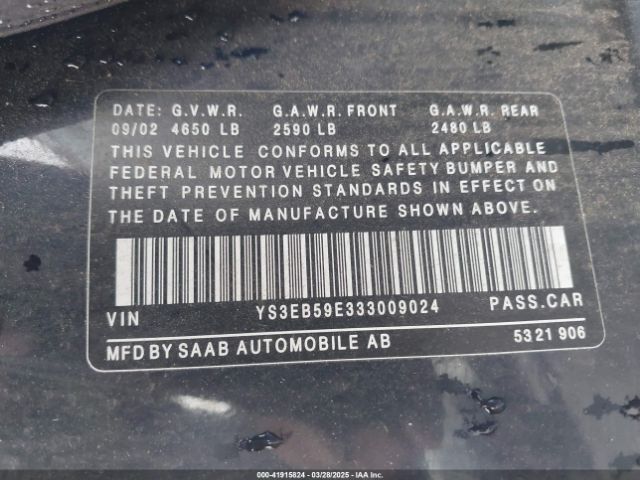 DATE: G.V.W.R. G.A.W.R. FRONT G.A.W.R. REAR
09/02 4650 LB 2590 LB 2480 LB
THIS VEHICLE CONFORMS TO ALL APPLICABLE
FEDERAL MOTOR VEHICLE SAFETY BUMPER AND
THEFT PREVENTION STANDARDS IN EFFECT ON
THE DATE OF MANUFACTURE SHOWN ABOVE.
VIN YS3EB59E333009024 PASS.CAR
MFD BY SAAB AUTOMOBILE AB 5321 906
000-41915824 | 03/28/2025 - IAA Inc.